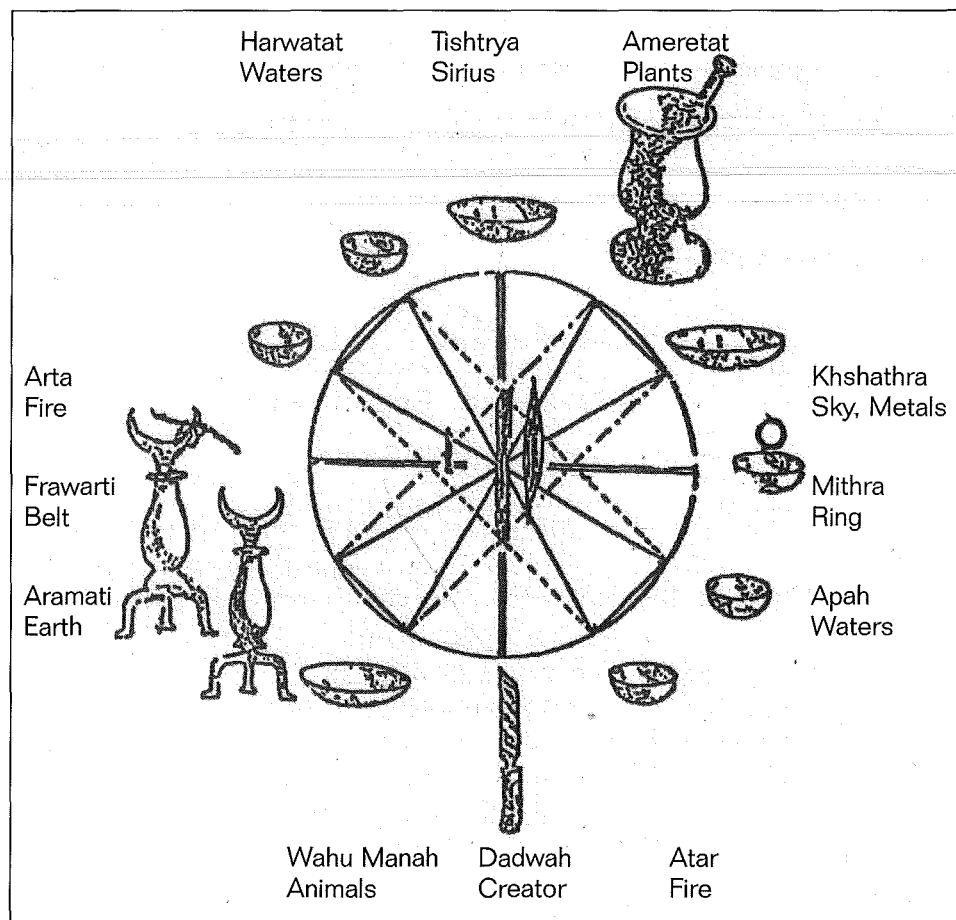 Harwatat
Waters
Tishtrya
Sirius
Ameretat
Plants
Arta
Fire
Khshathra
Sky, Metals
Frawarti
Belt
Mithra
Ring
Aramati
Earth
Apah
Waters
Wahu Manah
Animals
Dadwah
Creator
Atar
Fire